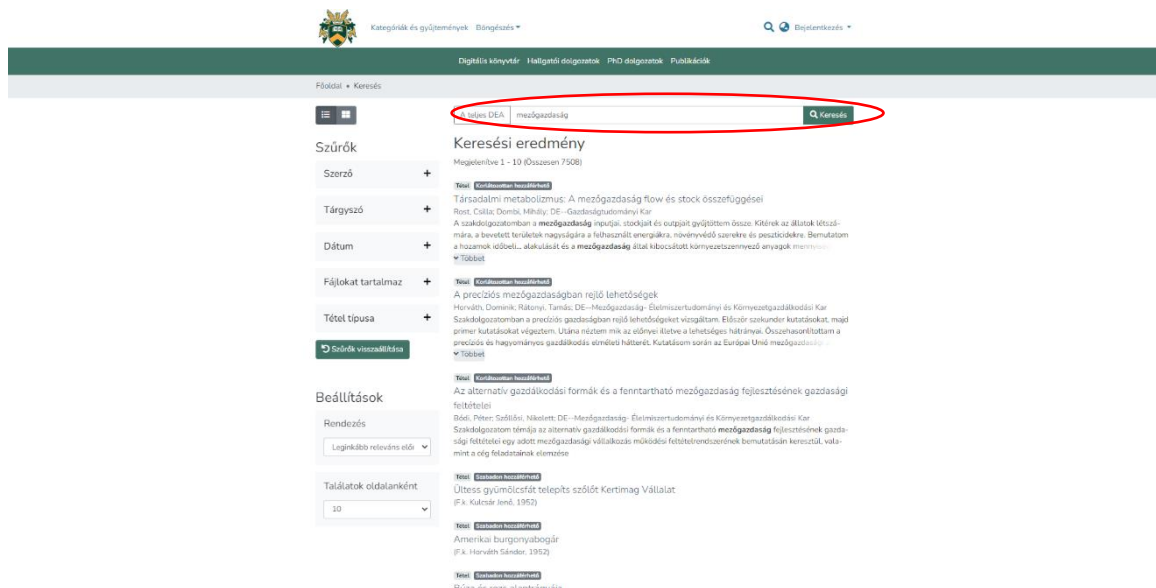 Kategóriák és gyűjtemények Böngészés
Bejelentkezés
Digitális könyvtár Hallgatói dolgozatok PhD dolgozatok Publikációk
Főoldal • Keresés
A teljes DEA mezőgazdaság Keresés
Szűrők
Szerző +
Tárgyszó +
Dátum +
Fájlokat tartalmaz +
Tétel típusa +
Szűrők visszaállítása
Beállítások
Rendezés
Leginkább releváns elör
Találatok oldalanként
10
Keresési eredmény
Megjelenítve 1 - 10 (Összesen 7508)
Tétel Korlátozottan hozzáférhető
Társadalmi metabolizmus: A mezőgazdaság flow és stock összefüggései
Rost, Csilla; Dombi, Mihály; DE--Gazdaságtudományi Kar
A szakdolgozatomban a mezőgazdaság inputjai, stockjait és outpjait gyűjtöttem össze. Kitérek az állatok létszá-
mára, a bevetett területek nagyságára a felhasznált energiákra, növényvédő szerekre és peszticidekre. Bemutatom
a hozamok időbeli... alakulását és a mezőgazdaság által kibocsátott környezetszennyező anyagok
Többet
Tétel Korlátozottan hozzáférhető
A precíziós mezőgazdaságban rejlő lehetőségek
Horváth, Dominik; Rátonyi, Tamás; DE--Mezőgazdaság- Élelmiszertudományi és Környezetgazdálkodási Kar
Szakdolgozatomban a precíziós gazdaságban rejlő lehetőségeket vizsgáltam. Először szekunder kutatásokat, majd
primer kutatásokat végeztem. Utána néztem mik az előnyei illetve a lehetséges hátrányai. Összehasonlítottam a
precíziós és hagyományos gazdálkodás elméleti hátterét. Kutatásom során az Európai Unió
Többet
Tétel Korlátozottan hozzáférhető
Az alternatív gazdálkodási formák és a fenntartható mezőgazdaság fejlesztésének gazdasági
feltételei
Bódi, Péter; Szőllősi, Nikolett; DE--Mezőgazdaság- Élelmiszertudományi és Környezetgazdálkodási Kar
Szakdolgozatom témája az alternatív gazdálkodási formák és a fenntartható mezőgazdaság fejlesztésének gazda-
sági feltételei egy adott mezőgazdasági vállalkozás működési feltételrendszerének bemutatásán keresztül, vala-
mint a cég feladatainak elemzése
Tétel Szabadon hozzáférhető
Ültess gyümölcsfát telepíts szőlőt Kertimag Vállalat
(F.k. Kulcsár Jenő, 1952)
Tétel Szabadon hozzáférhető
Amerikai burgonyabogár
(F.k. Horváth Sándor, 1952)
Tétel Szabadon hozzáférhető